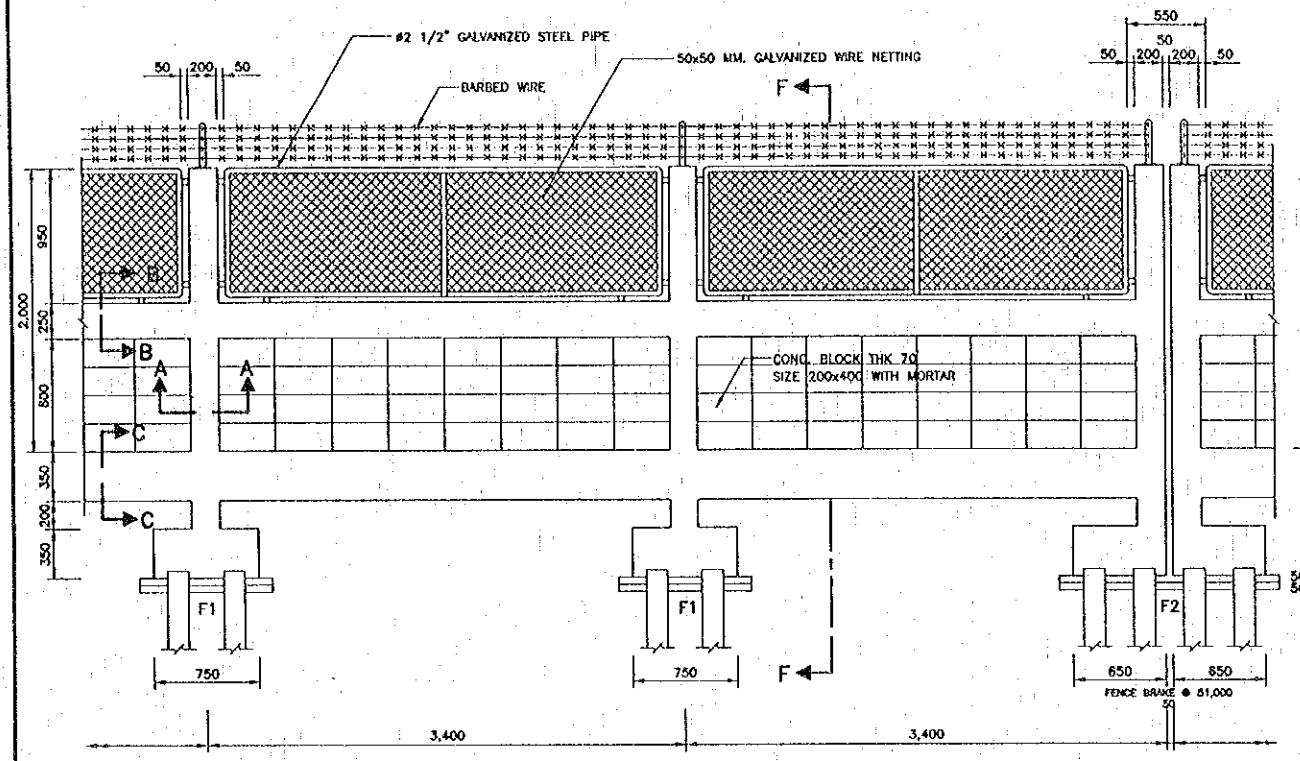 550
50
50 200 50
50 200 200 50
ø2 1/2" GALVANIZED STEEL PIPE
50x50 MM. GALVANIZED WIRE NETTING
BARBED WIRE
F
2,000
950
250
800
350
200
350
B
B
A A
C
C
CONC. BLOCK THK 70
SIZE 200x400 WITH MORTAR
F1
F1
F2
750
750
650
650
F
FENCE BRAKE @ 51,000
50
3,400
3,400